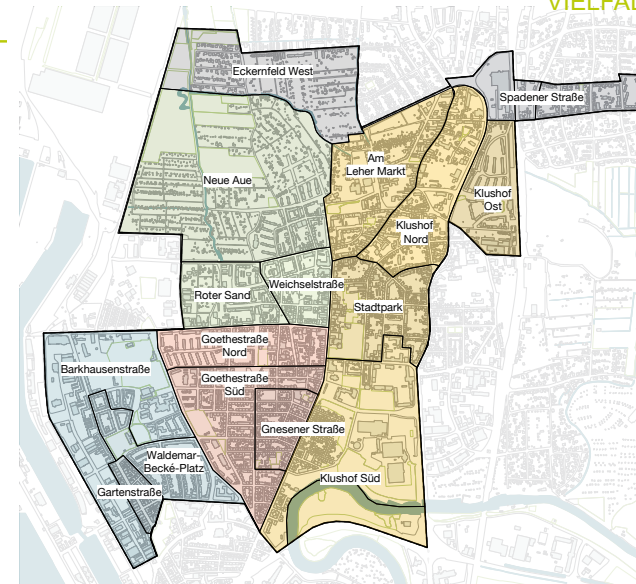 VIELFAL
Eckernfeld West
Spadener Straße
Am
Leher Markt
Neue Aue
Klushof
Ost
Klushof
Nord
Weichselstraße
Roter Sand
Stadtpark
Goethestraße
Nord
Barkhausenstraße
Goethestraße
Süd
Gnesener Straße
Waldemar-
Becké-Platz
Klushof Süd
Gartenstraße